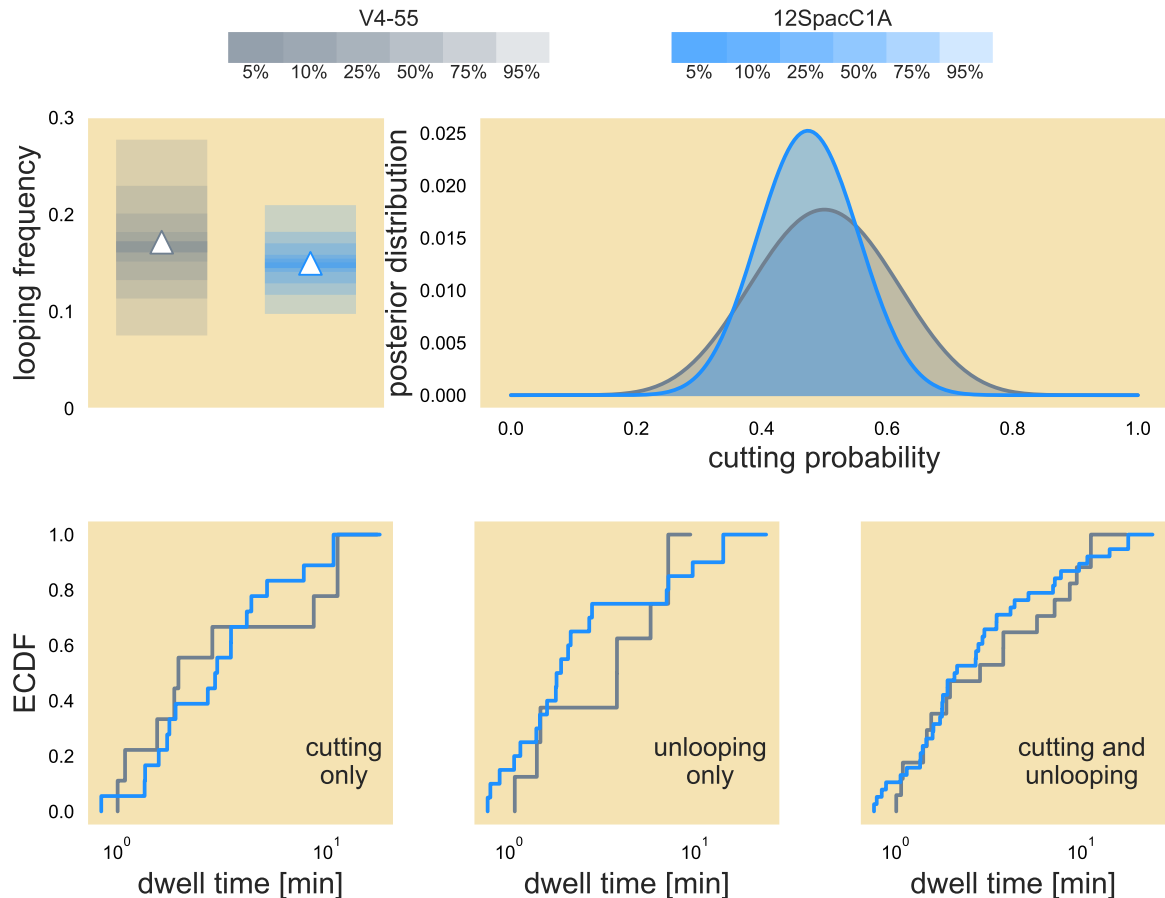 V4-55
12SpacC1A
5% 10% 25% 50% 75% 95%
5% 10% 25% 50% 75% 95%
looping frequency
0.3
0.2
0.1
0
posterior distribution
0.025
0.020
0.015
0.010
0.005
0.000
0.0 0.2 0.4 0.6 0.8 1.0
cutting probability
ECDF
1.0
0.8
0.6
0.4
0.2
0.0
cutting
only
unlooping
only
cutting and
unlooping
10⁰ 10¹
10⁰ 10¹
10⁰ 10¹
dwell time [min]
dwell time [min]
dwell time [min]